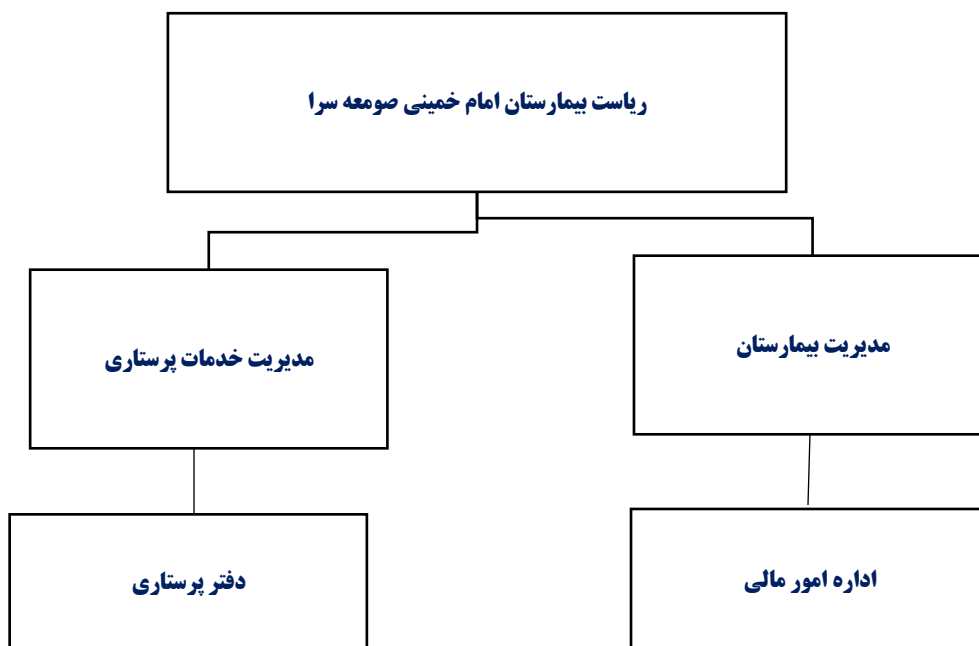 ریاست بیمارستان امام خمینی صومعه سرا
مدیریت بیمارستان
مدیریت خدمات پرستاری
اداره امور مالی
دفتر پرستاری